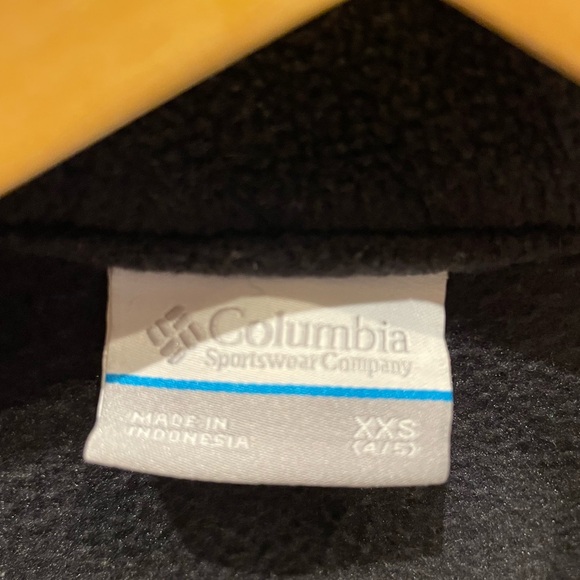 Columbia
Sportswear Company
MADE IN
INDONESIA
XXS
(4/5)